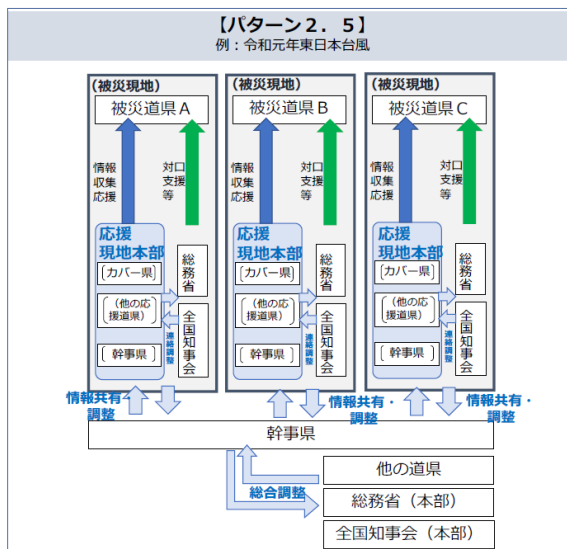 【パターン２．５】
例：令和元年東日本台風
(被災現地)
被災道県Ａ
情報
収集
応援
対口
支援
等
応援
現地本部
〔カバー県〕
〔（他の応
援道県）〕
〔幹事県〕
総務省
全国知事会
連絡調整
(被災現地)
被災道県Ｂ
情報
収集
応援
対口
支援
等
応援
現地本部
〔カバー県〕
〔（他の応
援道県）〕
〔幹事県〕
総務省
全国知事会
連絡調整
(被災現地)
被災道県Ｃ
情報
収集
応援
対口
支援
等
応援
現地本部
〔カバー県〕
〔（他の応
援道県）〕
〔幹事県〕
総務省
全国知事会
連絡調整
情報共有・
調整
情報共有・
調整
情報共有・
調整
幹事県
総合調整
他の道県
総務省（本部）
全国知事会（本部）